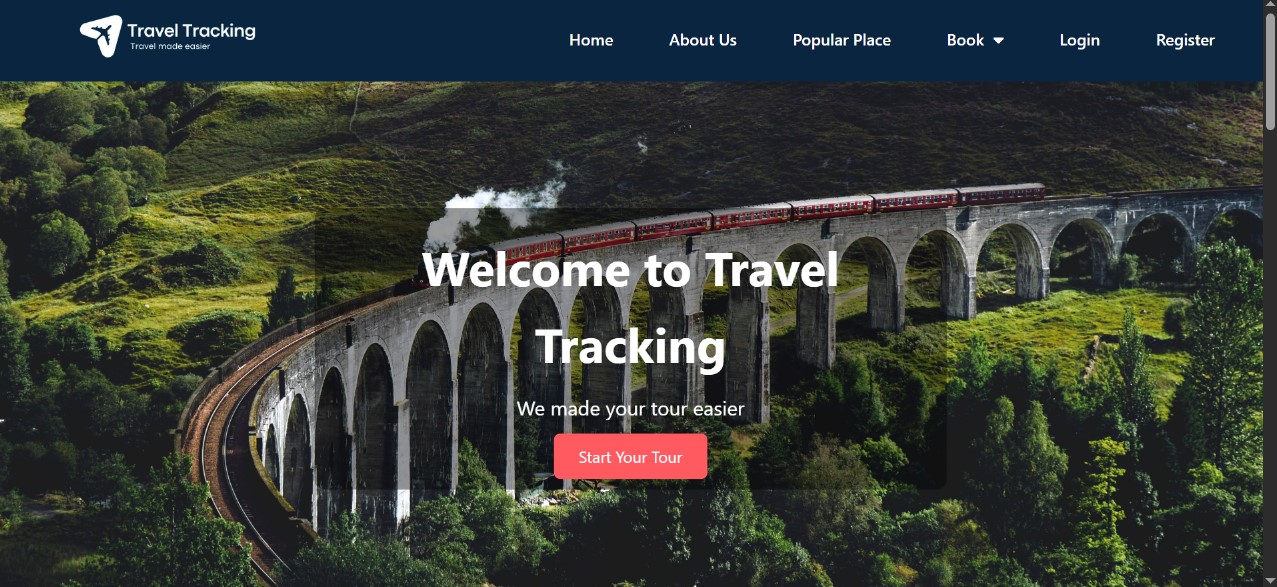 Travel Tracking
Travel made easier
Home
About Us
Popular Place
Book
Login
Register
Welcome to Travel
Tracking
We made your tour easier
Start Your Tour